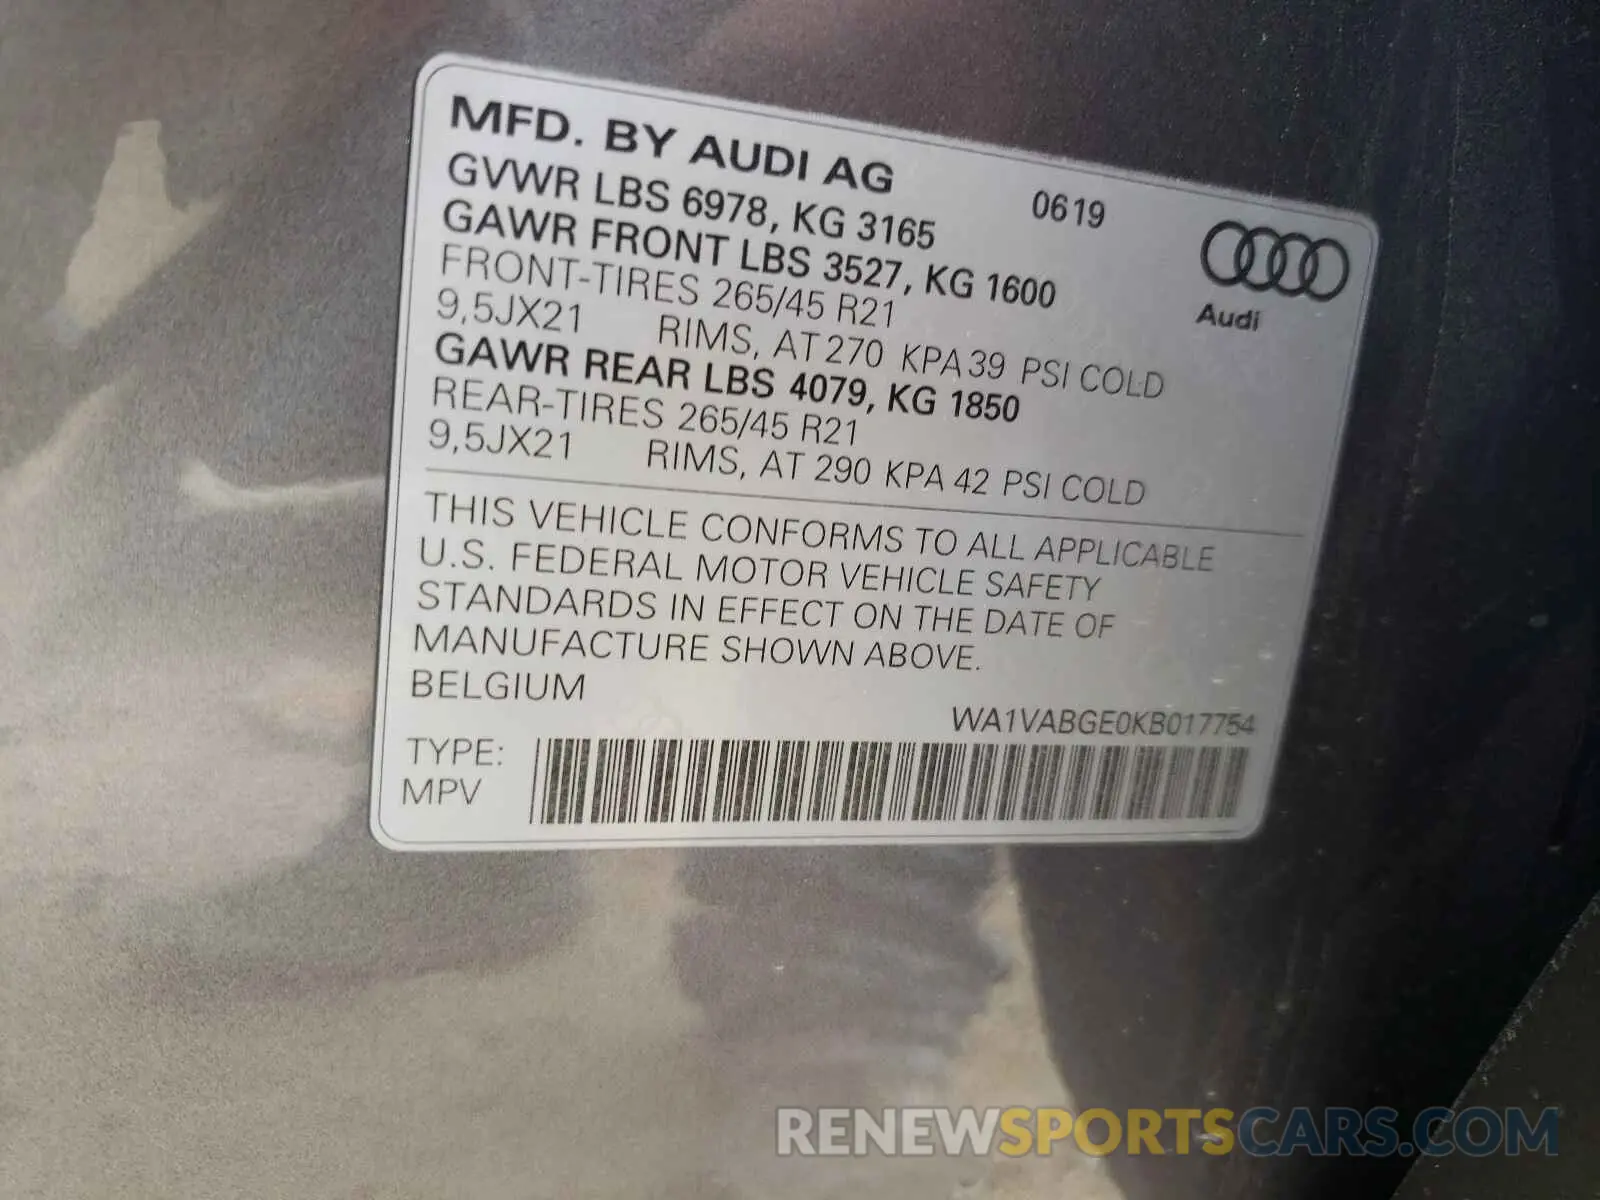 MFD. BY AUDI AG
GVWR LBS 6978, KG 3165 0619
GAWR FRONT LBS 3527, KG 1600
FRONT-TIRES 265/45 R21
9,5JX21 RIMS, AT 270 KPA 39 PSI COLD
GAWR REAR LBS 4079, KG 1850
REAR-TIRES 265/45 R21
9,5JX21 RIMS, AT 290 KPA 42 PSI COLD
Audi
THIS VEHICLE CONFORMS TO ALL APPLICABLE
U.S. FEDERAL MOTOR VEHICLE SAFETY
STANDARDS IN EFFECT ON THE DATE OF
MANUFACTURE SHOWN ABOVE.
BELGIUM
WA1VABGE0KB017754
TYPE:
MPV
RENEWSPORTSCARS.COM